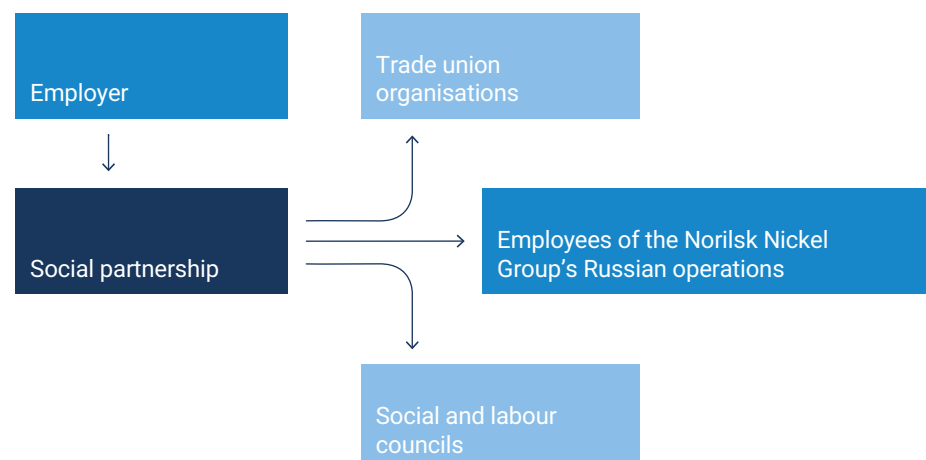 Employer
Trade union
organisations
Social partnership
Employees of the Norilsk Nickel
Group’s Russian operations
Social and labour
councils